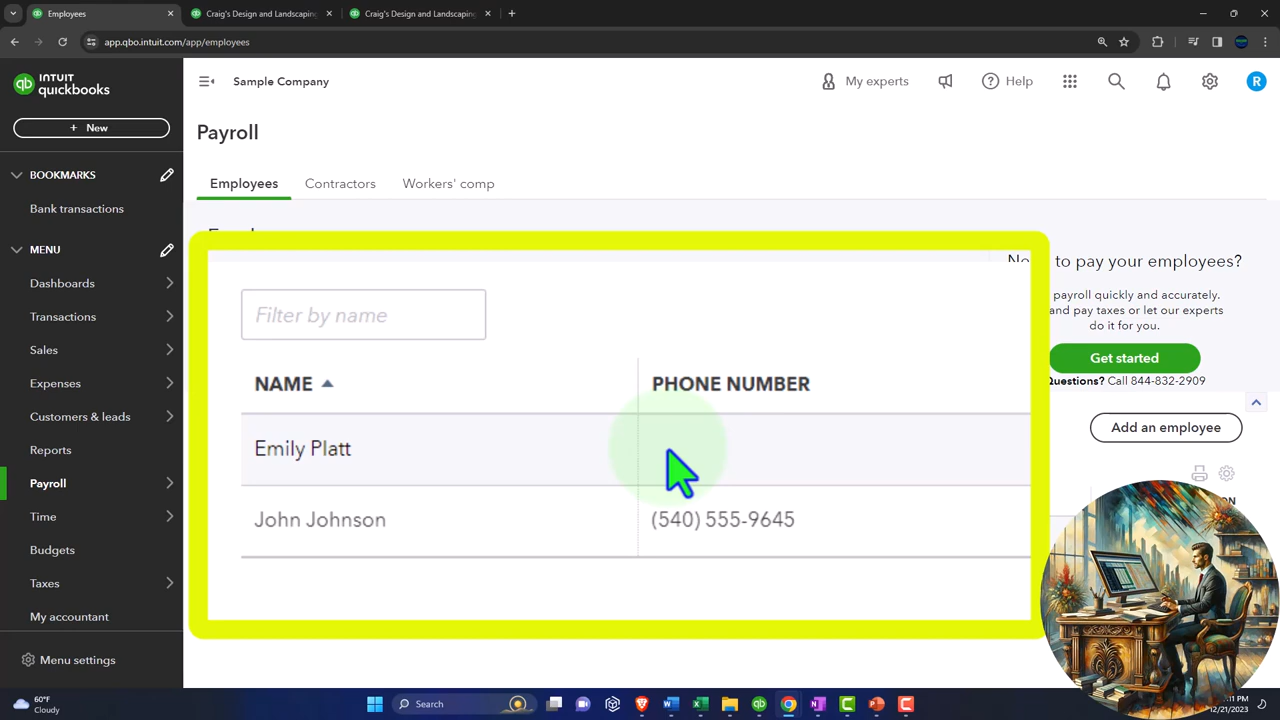 Employees
Craig's Design and Landscaping
Craig's Design and Landscaping
app.qbo.intuit.com/app/employees
INTUIT
quickbooks
Sample Company
My experts
Help
R
+ New
Payroll
BOOKMARKS
Bank transactions
Employees
Contractors
Workers' comp
MENU
Dashboards
Transactions
Sales
Expenses
Customers & leads
Reports
Payroll
Time
Budgets
Taxes
My accountant
Menu settings
to pay your employees?
payroll quickly and accurately.
and pay taxes or let our experts
do it for you.
Get started
Questions? Call 844-832-2909
Add an employee
Filter by name
NAME
PHONE NUMBER
Emily Platt
John Johnson
(540) 555-9645
60°F
Cloudy
Search
12/21/2023